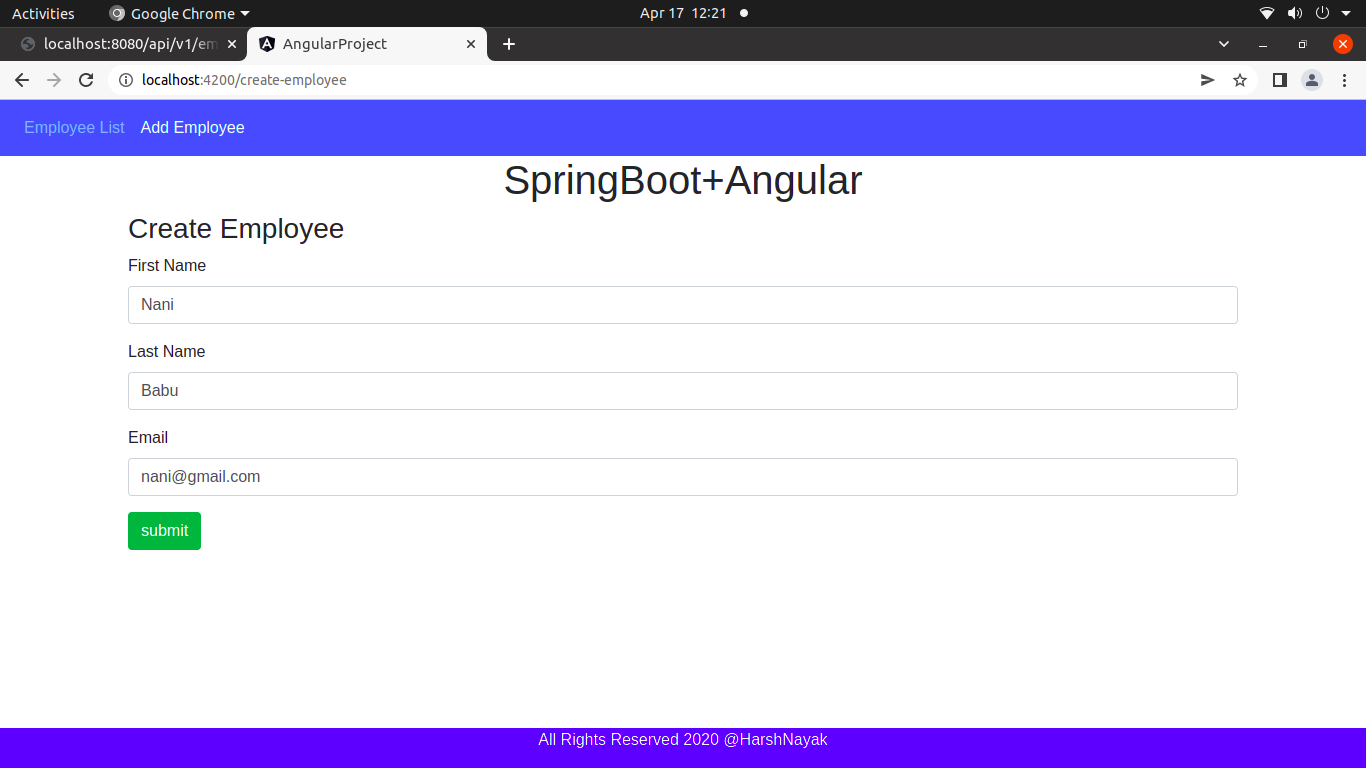 Activities Google Chrome Apr 17 12:21
localhost:8080/api/v1/em AngularProject
localhost:4200/create-employee
Employee List Add Employee
SpringBoot+Angular
Create Employee
First Name
Nani
Last Name
Babu
Email
nani@gmail.com
submit
All Rights Reserved 2020 @HarshNayak